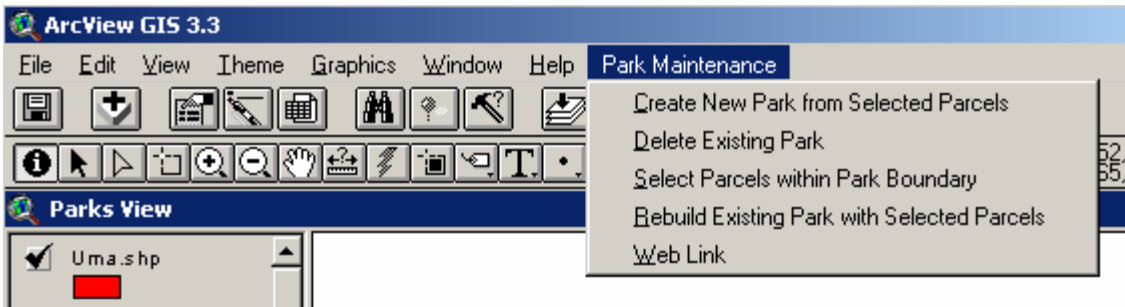 ArcView GIS 3.3
File Edit View Theme Graphics Window Help Park Maintenance
Create New Park from Selected Parcels
Delete Existing Park
Select Parcels within Park Boundary
Rebuild Existing Park with Selected Parcels
Web Link
T
52,
65,
Parks View
Uma.shp